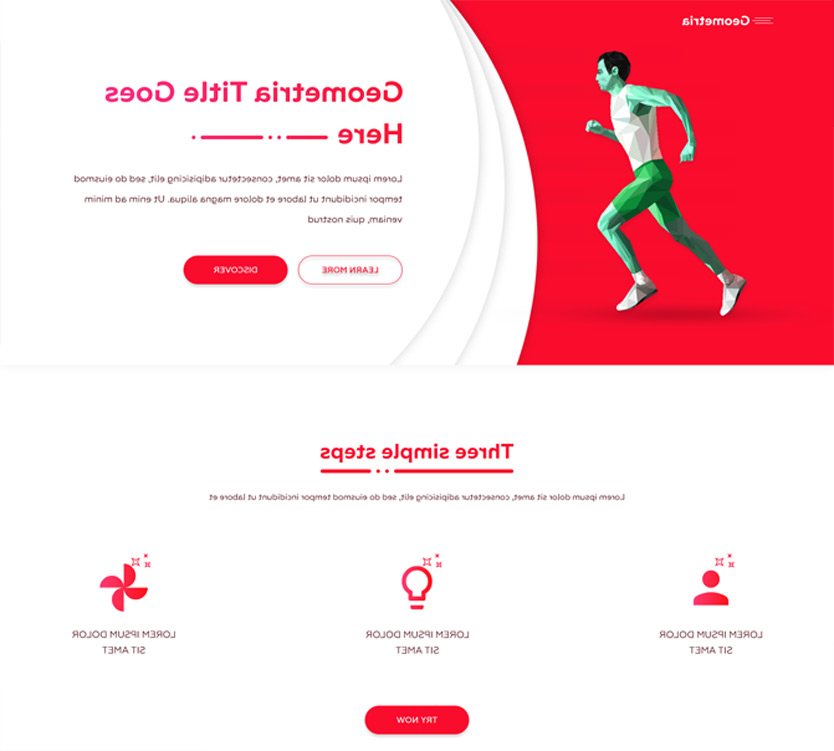 Geometria
Geometria Title Goes
Here
Lorem ipsum dolor sit amet, consectetur adipisicing elit, sed do eiusmod
tempor incididunt ut labore et dolore magna aliqua. Ut enim ad minim
veniam, quis nostrud
LEARN MORE
DISCOVER
Three simple steps
Lorem ipsum dolor sit amet, consectetur adipisicing elit, sed do eiusmod tempor incididunt ut labore et
LOREM IPSUM DOLOR
SIT AMET
LOREM IPSUM DOLOR
SIT AMET
LOREM IPSUM DOLOR
SIT AMET
TRY NOW